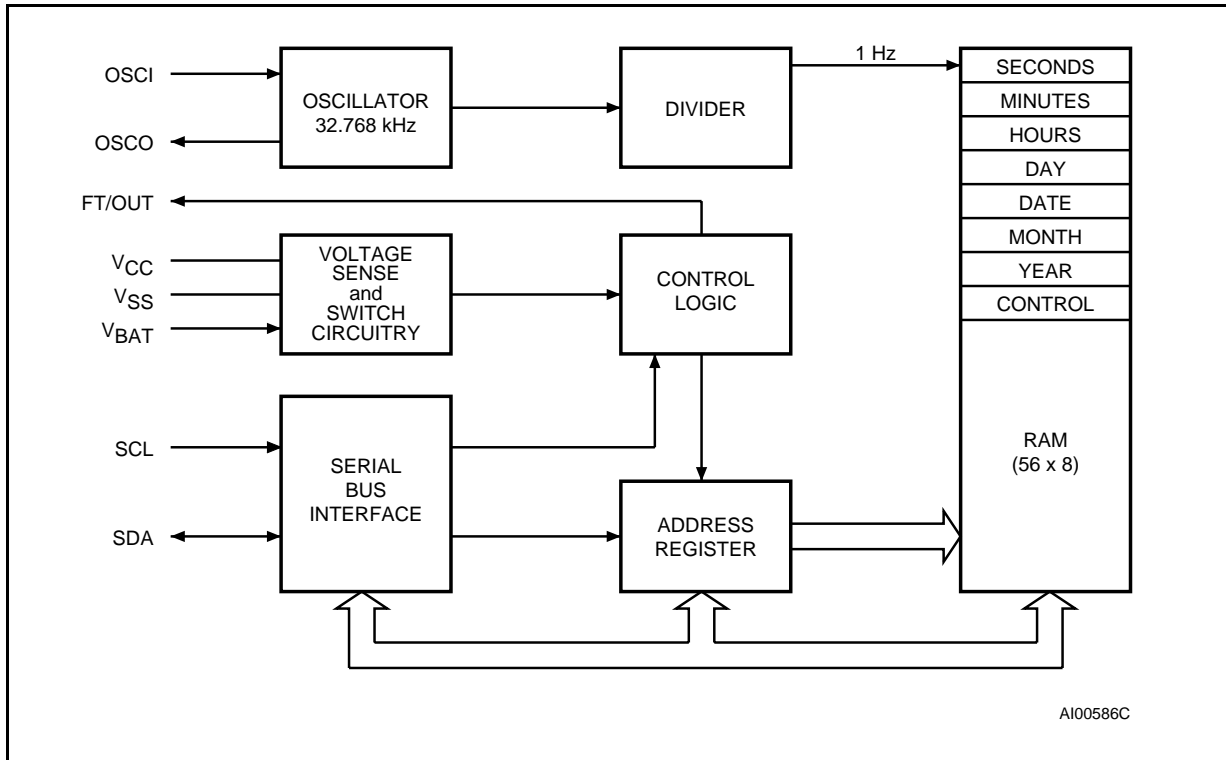 OSCI
OSCO
FT/OUT
VCC
VSS
VBAT
SCL
SDA
OSCILLATOR
32.768 kHz
VOLTAGE
SENSE
and
SWITCH
CIRCUITRY
SERIAL
BUS
INTERFACE
DIVIDER
CONTROL
LOGIC
ADDRESS
REGISTER
1 Hz
SECONDS
MINUTES
HOURS
DAY
DATE
MONTH
YEAR
CONTROL
RAM
(56 x 8)
AI00586C